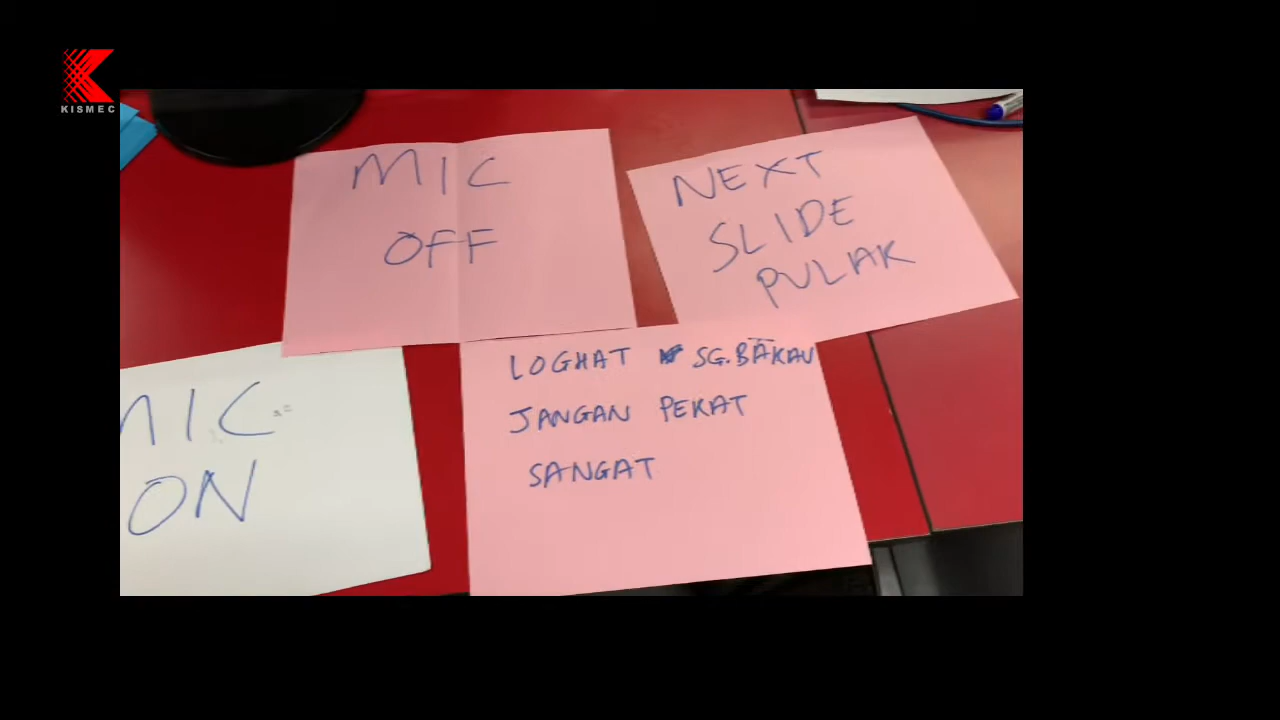 KISMEC
MIC
OFF
NEXT
SLIDE
PULAK
MIC
ON
LOGHAT SG. BAKAU
JANGAN PEKAT
SANGAT